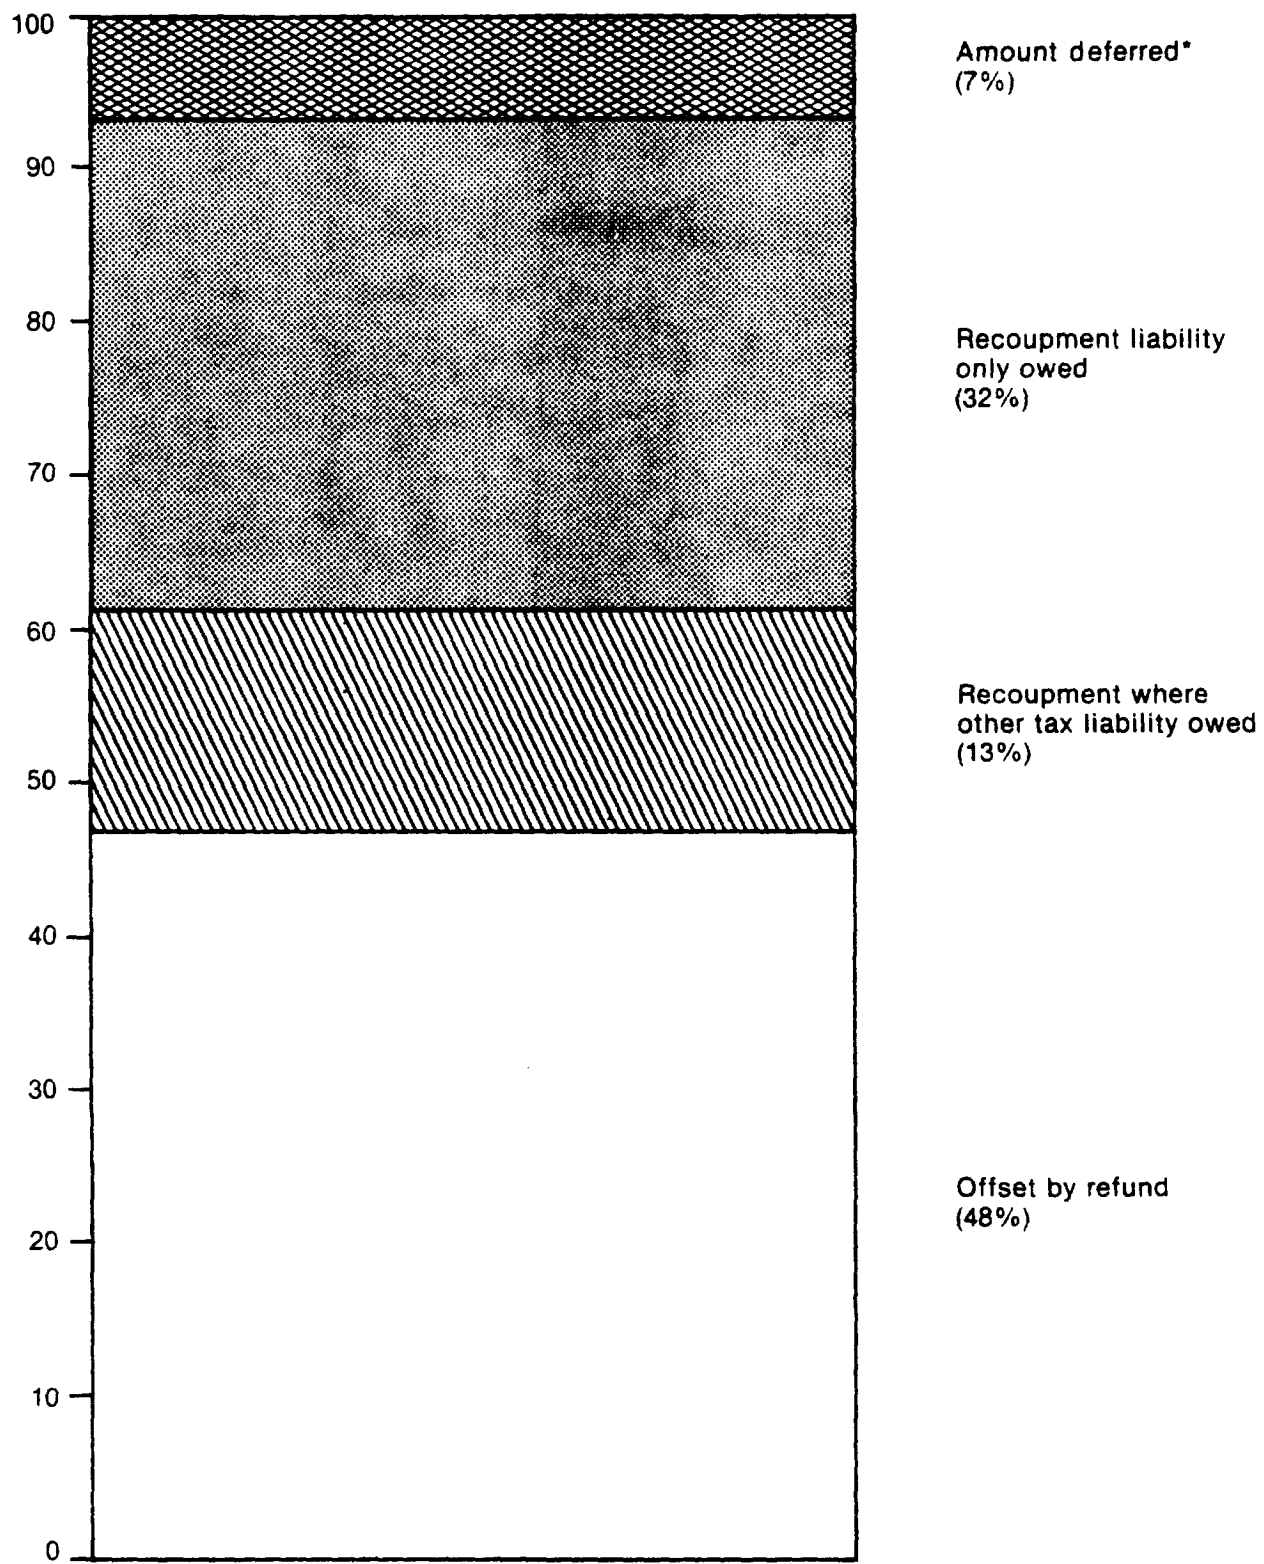 100
Amount deferred*
(7%)
90
80
Recoupment liability
only owed
(32%)
70
60
Recoupment where
other tax liability owed
(13%)
50
40
30
Offset by refund
(48%)
20
10
0